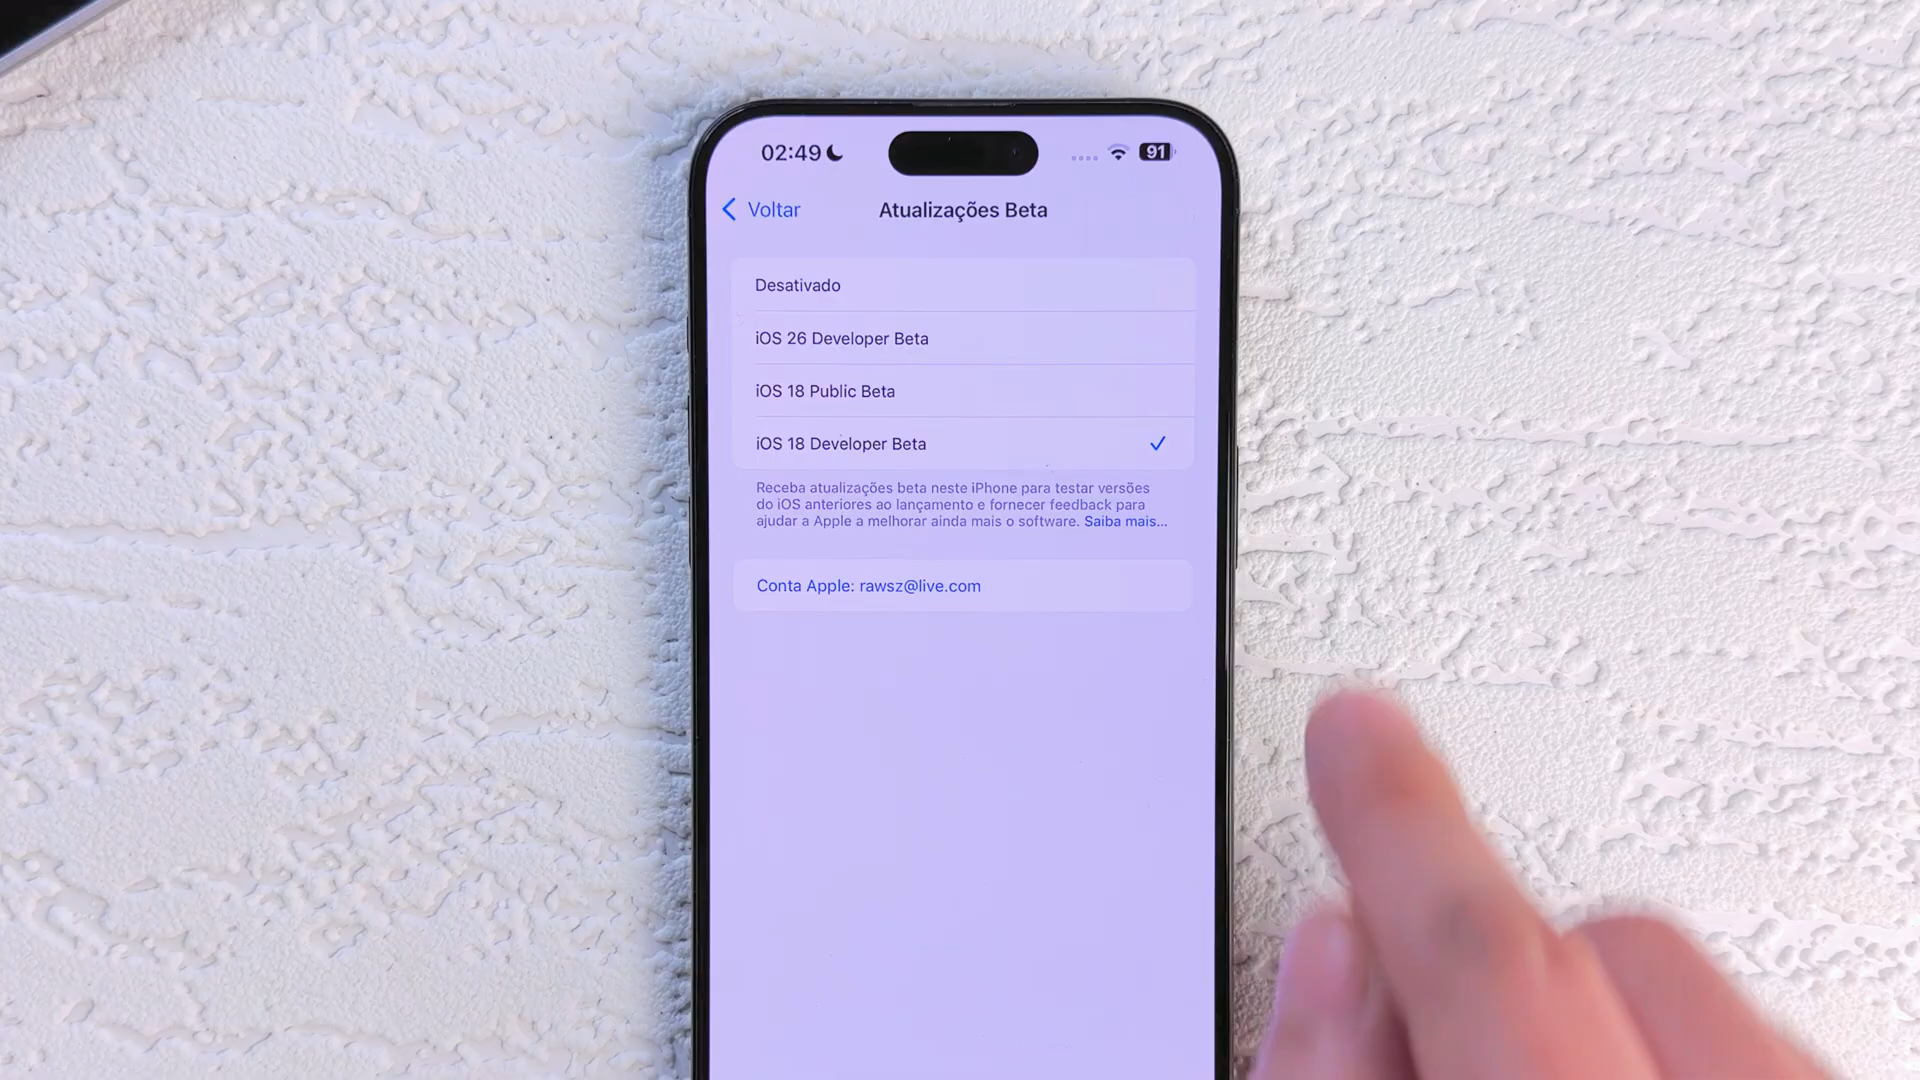 02:49
91
Voltar
Atualizações Beta
Desativado
iOS 26 Developer Beta
iOS 18 Public Beta
iOS 18 Developer Beta
Receba atualizações beta neste iPhone para testar versões
do iOS anteriores ao lançamento e fornecer feedback para
ajudar a Apple a melhorar ainda mais o software. Saiba mais...
Conta Apple: rawsz@live.com